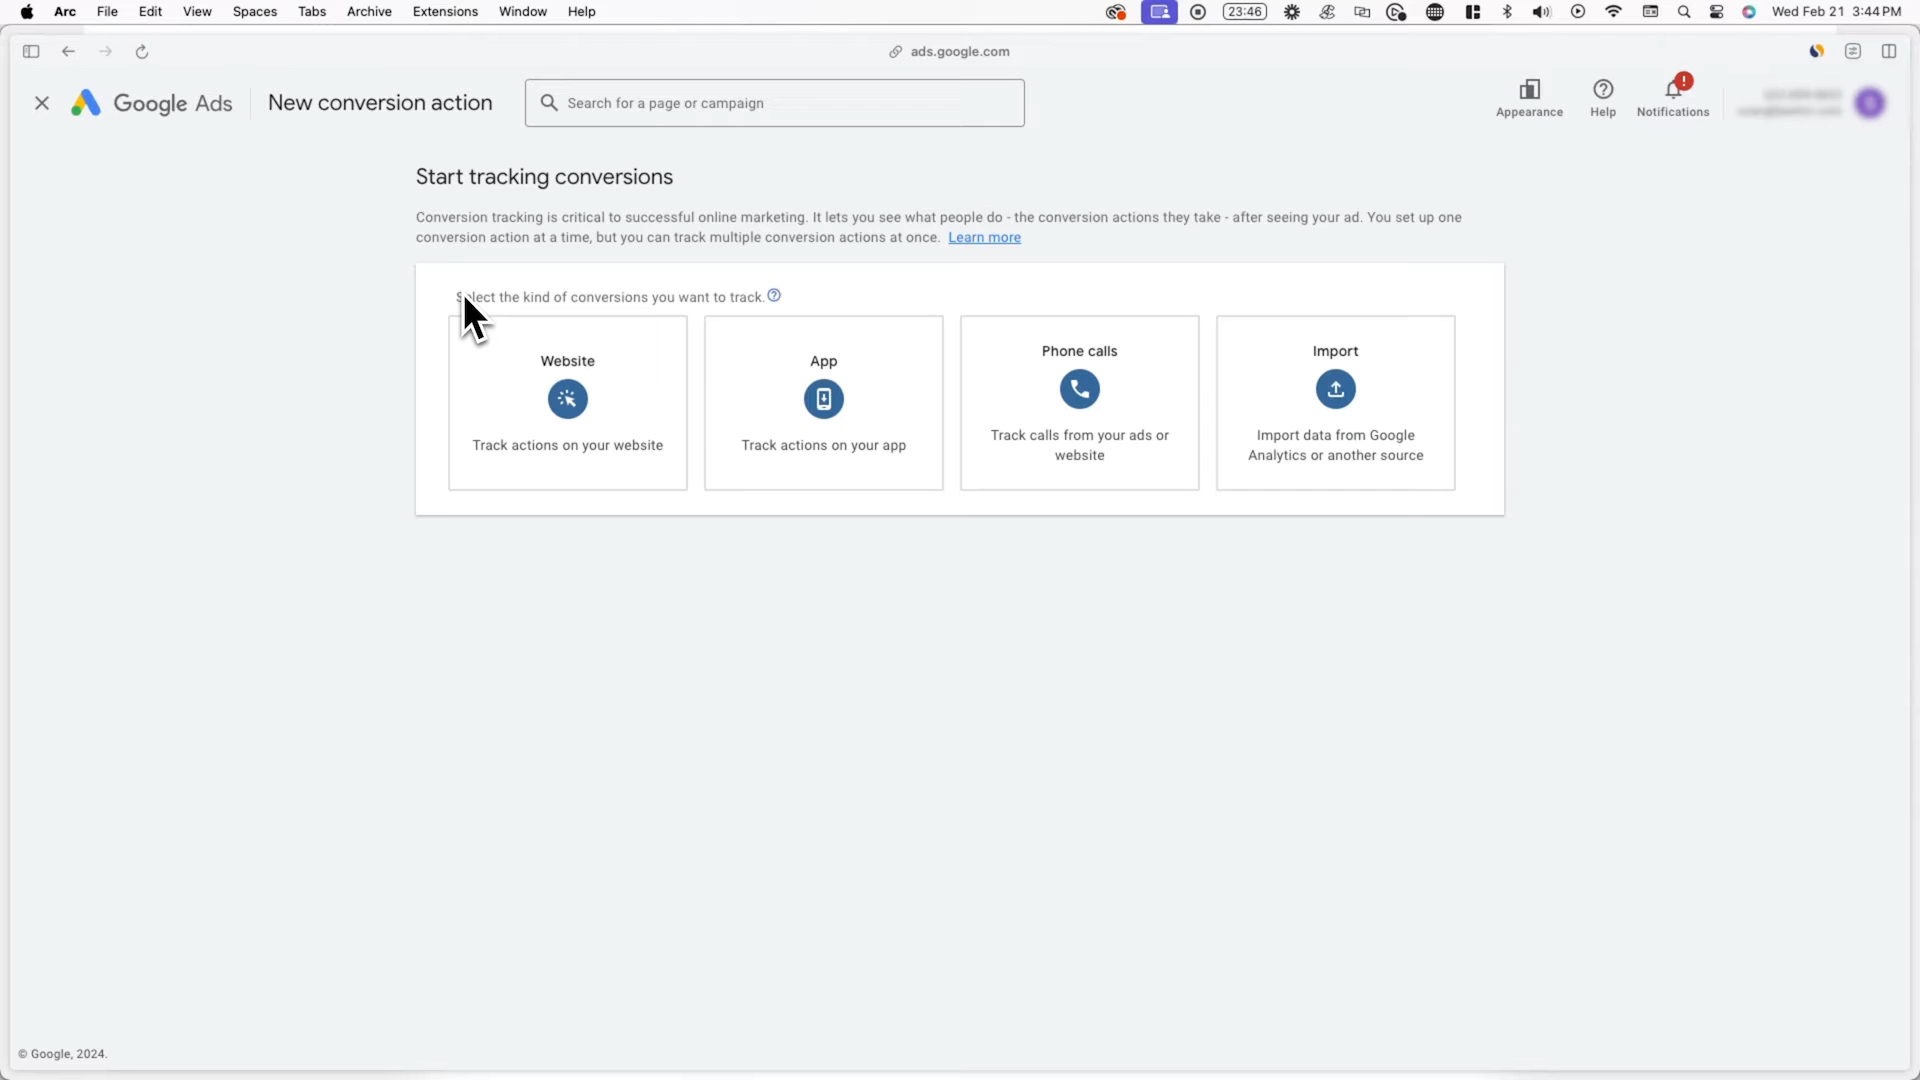 Arc File Edit View Spaces Tabs Archive Extensions Window Help 23:46 Wed Feb 21 3:44 PM
ads.google.com
Google Ads New conversion action Search for a page or campaign Appearance Help Notifications
Start tracking conversions
Conversion tracking is critical to successful online marketing. It lets you see what people do - the conversion actions they take - after seeing your ad. You set up one
conversion action at a time, but you can track multiple conversion actions at once. Learn more
Select the kind of conversions you want to track.
Website
Track actions on your website
App
Track actions on your app
Phone calls
Track calls from your ads or
website
Import
Import data from Google
Analytics or another source
© Google, 2024.